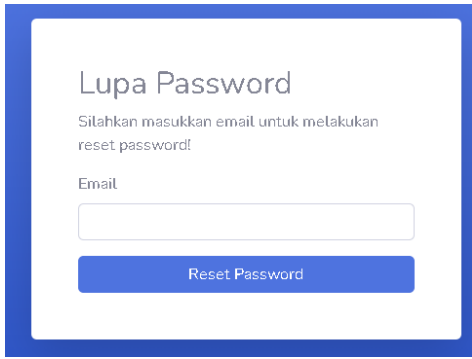 Lupa Password
Silahkan masukkan email untuk melakukan
reset password!
Email
Reset Password